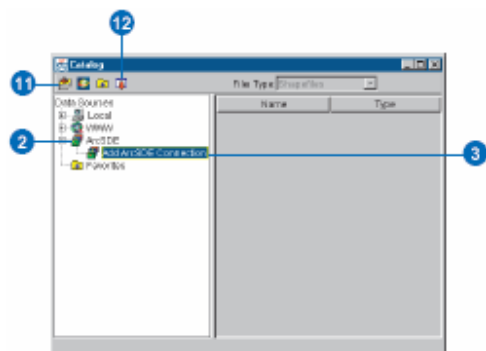 12
Catalog
11
File Type Shapefiles
Data Sources
Name Type
Local
WWW
2
ArcSDE
Add ArcSDE Connection
3
Favorites